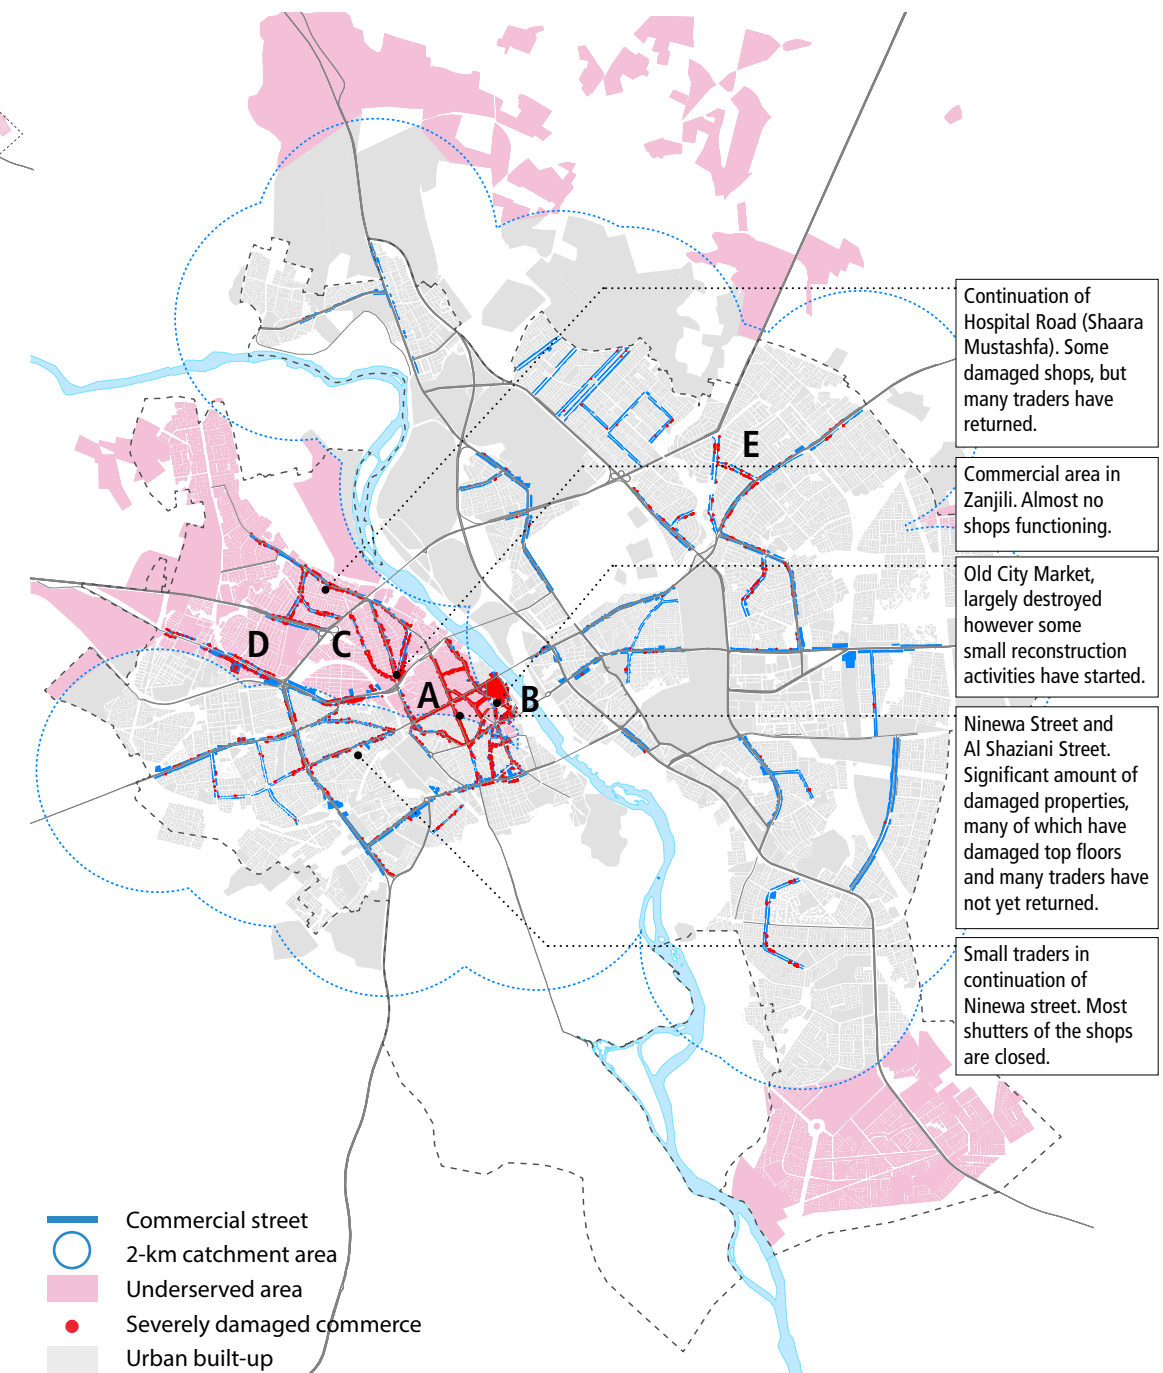 Continuation of
Hospital Road (Shaara
Mustashfa). Some
damaged shops, but
many traders have
returned.
E
Commercial area in
Zanjili. Almost no
shops functioning.
Old City Market,
largely destroyed
however some
small reconstruction
activities have started.
D
C
A
B
Ninewa Street and
Al Shaziani Street.
Significant amount of
damaged properties,
many of which have
damaged top floors
and many traders have
not yet returned.
Small traders in
continuation of
Ninewa street. Most
shutters of the shops
are closed.
Commercial street
2-km catchment area
Underserved area
Severely damaged commerce
Urban built-up